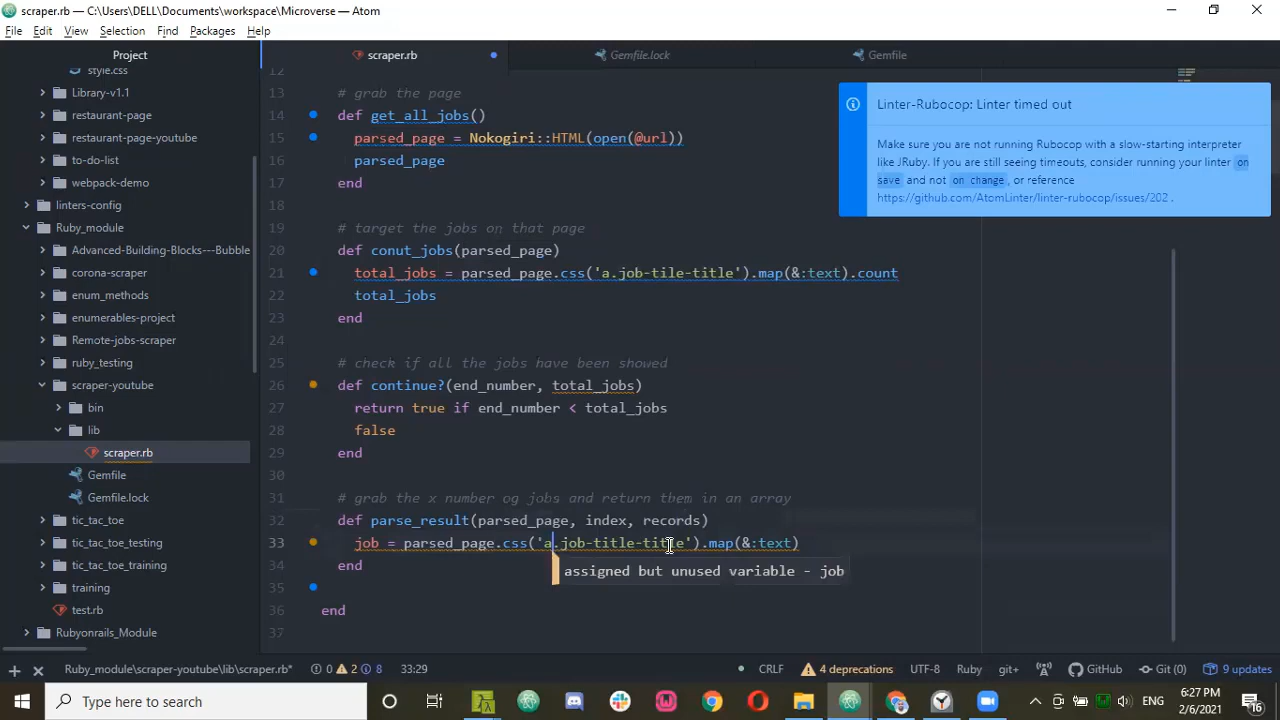 scraper.rb — C:\Users\DELL\Documents\workspace\Microverse — Atom
File Edit View Selection Find Packages Help
Project
style.css
Library-v1.1
restaurant-page
restaurant-page-youtube
to-do-list
webpack-demo
linters-config
Ruby_module
Advanced-Building-Blocks---Bubble
corona-scraper
enum_methods
enumerables-project
Remote-jobs-scraper
ruby_testing
scraper-youtube
bin
lib
scraper.rb
Gemfile
Gemfile.lock
tic_tac_toe
tic_tac_toe_testing
tic_tac_toe_training
training
test.rb
Rubyonrails_Module
scraper.rb Gemfile.lock Gemfile
12
13 # grab the page
14 def get_all_jobs()
15 parsed_page = Nokogiri::HTML(open(@url))
16 parsed_page
17 end
18
19 # target the jobs on that page
20 def conut_jobs(parsed_page)
21 total_jobs = parsed_page.css('a.job-tile-title').map(&:text).count
22 total_jobs
23 end
24
25 # check if all the jobs have been showed
26 def continue?(end_number, total_jobs)
27 return true if end_number < total_jobs
28 false
29 end
30
31 # grab the x number og jobs and return them in an array
32 def parse_result(parsed_page, index, records)
33 job = parsed_page.css('a.job-title-title').map(&:text)
assigned but unused variable - job
34 end
35
36 end
37
Linter-Rubocop: Linter timed out
Make sure you are not running Rubocop with a slow-starting interpreter
like JRuby. If you are still seeing timeouts, consider running your linter on
save and not on change, or reference
https://github.com/AtomLinter/linter-rubocop/issues/202 .
Ruby_module\scraper-youtube\lib\scraper.rb* 0 2 8 33:29 CRLF 4 deprecations UTF-8 Ruby git+ GitHub Git (0) 9 updates
Type here to search
ENG
6:27 PM
2/6/2021
16